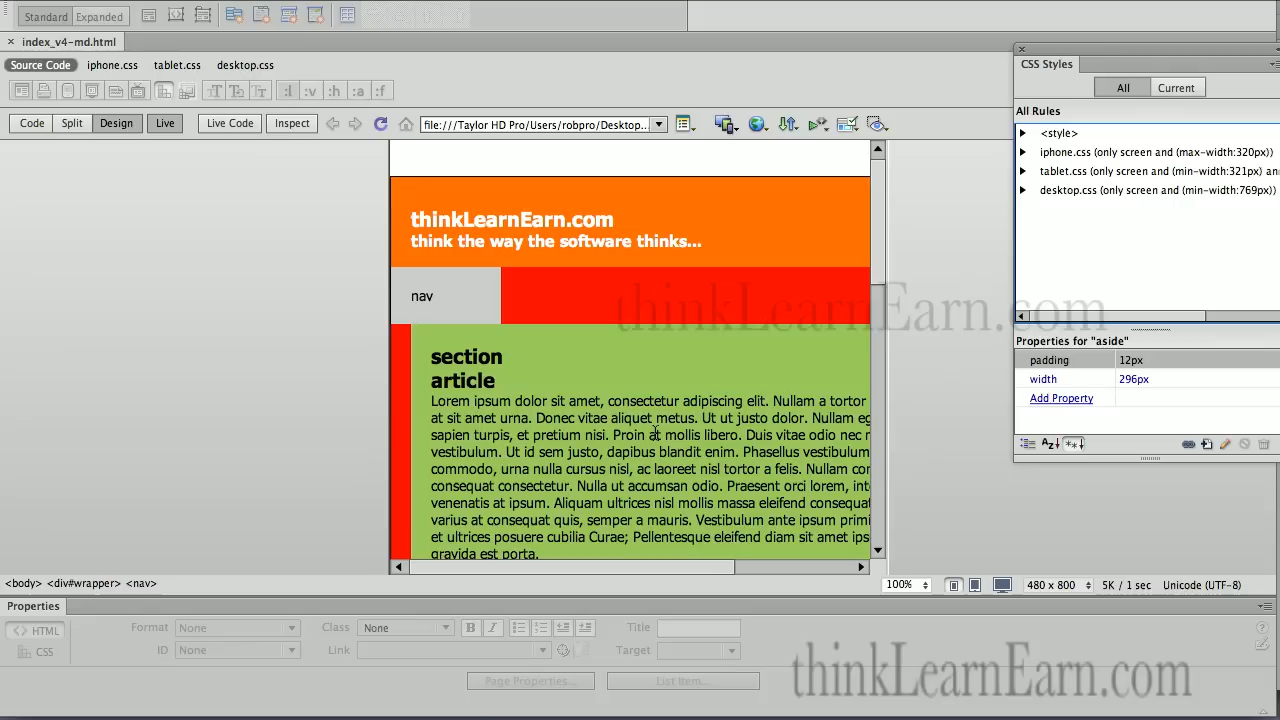 Standard Expanded
index_v4-md.html
Source Code iphone.css tablet.css desktop.css
:l :v :h :a :f
Code Split Design Live Live Code Inspect file:///Taylor HD Pro/Users/robpro/Desktop...
CSS Styles
All Current
All Rules
<style>
iphone.css (only screen and (max-width:320px))
tablet.css (only screen and (min-width:321px) an
desktop.css (only screen and (min-width:769px))
thinkLearnEarn.com
think the way the software thinks...
nav
thinkLearnEarn.com
Properties for "aside"
padding 12px
width 296px
Add Property
section
article
Lorem ipsum dolor sit amet, consectetur adipiscing elit. Nullam a tortor
at sit amet urna. Donec vitae aliquet metus. Ut ut justo dolor. Nullam eg
sapien turpis, et pretium nisi. Proin at mollis libero. Duis vitae odio nec n
vestibulum. Ut id sem justo, dapibus blandit enim. Phasellus vestibulum
commodo, urna nulla cursus nisl, ac laoreet nisl tortor a felis. Nullam con
consequat consectetur. Nulla ut accumsan odio. Praesent orci lorem, int
venenatis at ipsum. Aliquam ultrices nisl mollis massa eleifend consequat
varius at consequat quis, semper a mauris. Vestibulum ante ipsum primi
et ultrices posuere cubilia Curae; Pellentesque eleifend diam sit amet ips
gravida est porta.
<body> <div#wrapper> <nav> 100% 480 x 800 5K / 1 sec Unicode (UTF-8)
Properties
<> HTML Format None Class None B I Title
CSS ID None Link Target
Page Properties... List Item...
thinkLearnEarn.com